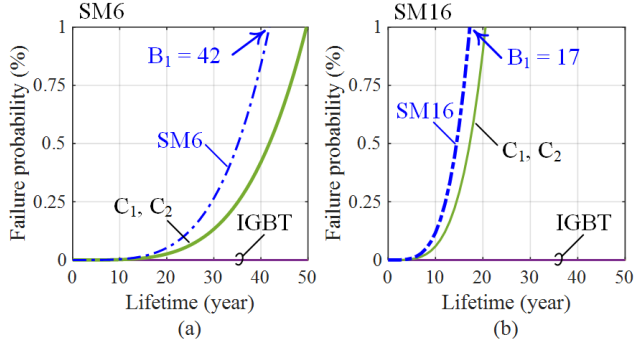 SM6
Failure probability (%)
1
0.75
0.5
0.25
0
B₁ = 42
SM6
C₁, C₂
IGBT
0 10 20 30 40 50
Lifetime (year)
(a)
SM16
Failure probability (%)
1
0.75
0.5
0.25
0
B₁ = 17
SM16
C₁, C₂
IGBT
0 10 20 30 40 50
Lifetime (year)
(b)